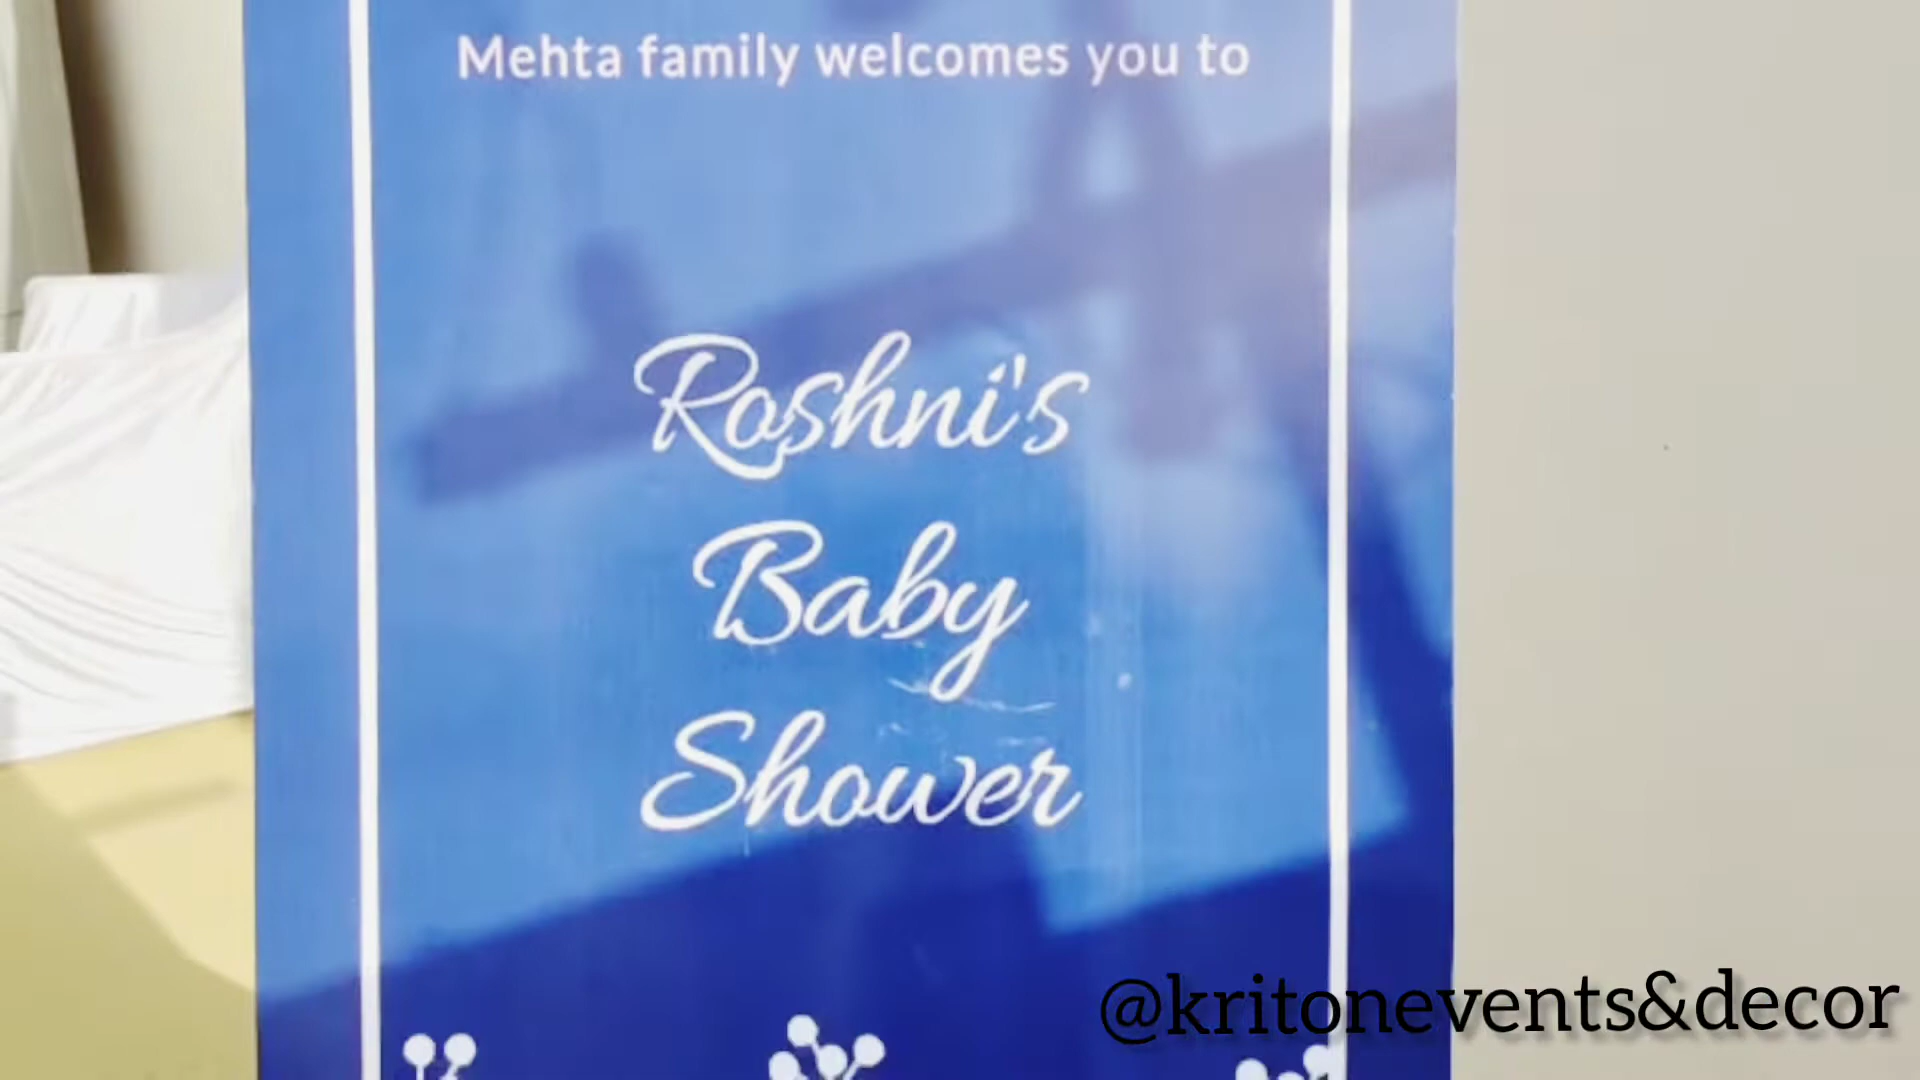 Mehta family welcomes you to
Roshni's
Baby
Shower
@kritonevents&decor